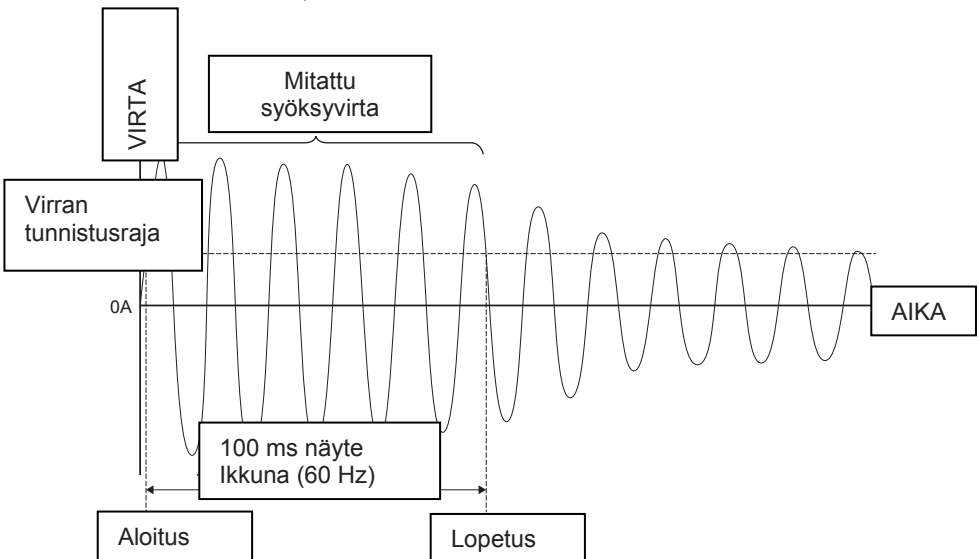 VIRTA
Mitattu
syöksyvirta
Virran
tunnistusraja
0A
AIKA
100 ms näyte
Ikkuna (60 Hz)
Aloitus
Lopetus